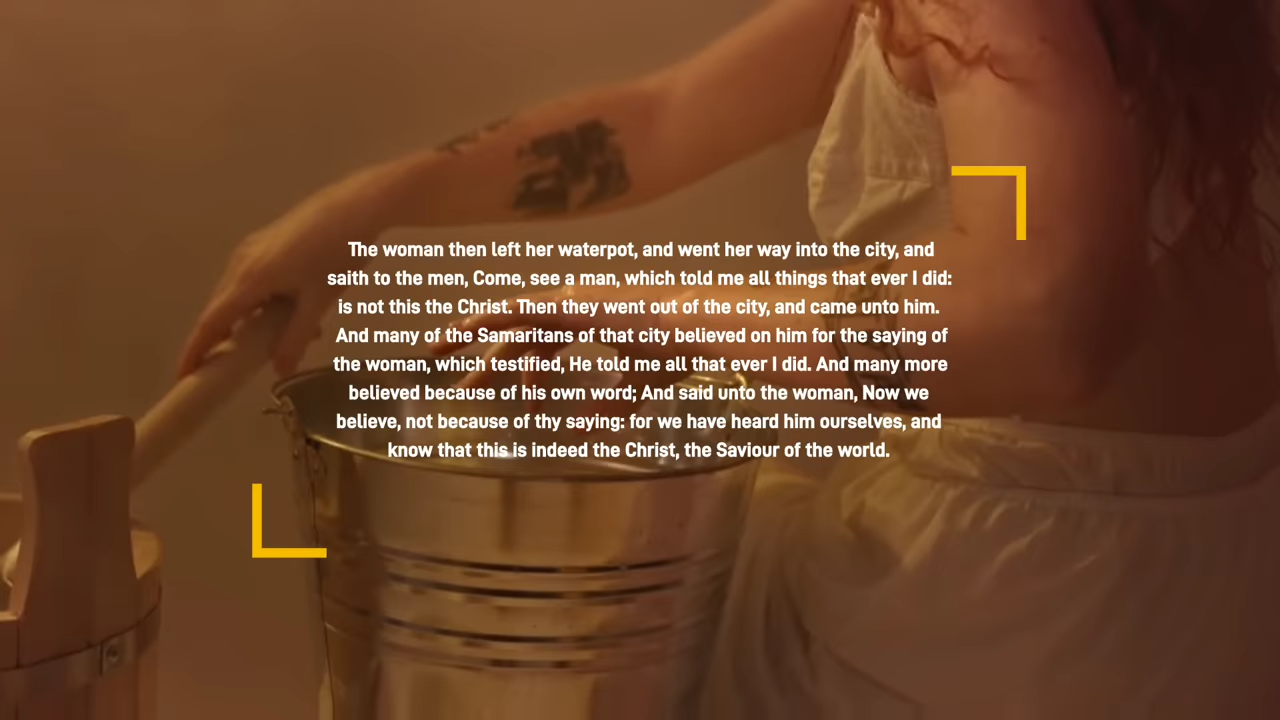 The woman then left her waterpot, and went her way into the city, and
saith to the men, Come, see a man, which told me all things that ever I did:
is not this the Christ. Then they went out of the city, and came unto him.
And many of the Samaritans of that city believed on him for the saying of
the woman, which testified, He told me all that ever I did. And many more
believed because of his own word; And said unto the woman, Now we
believe, not because of thy saying: for we have heard him ourselves, and
know that this is indeed the Christ, the Saviour of the world.